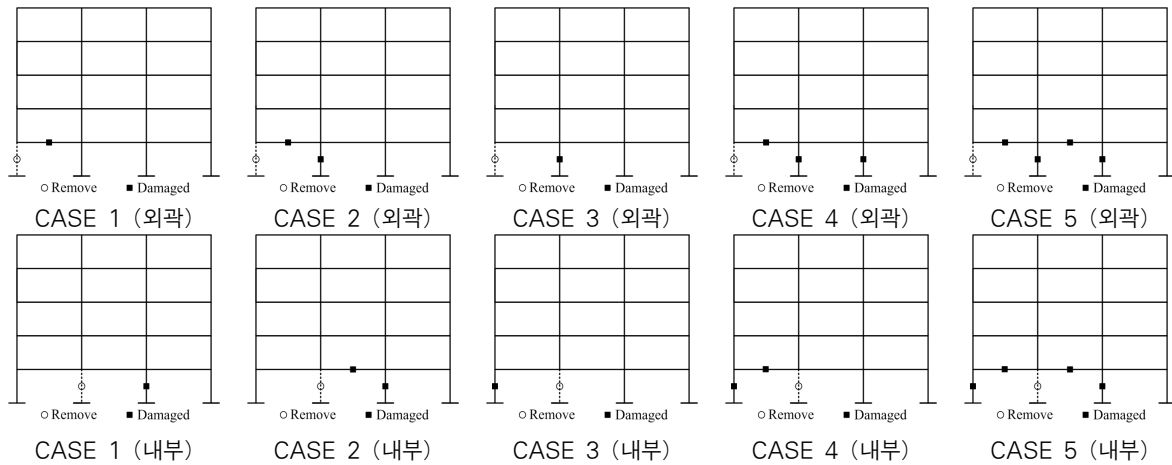 ○ Remove ■ Damaged ○ Remove ■ Damaged ○ Remove ■ Damaged ○ Remove ■ Damaged ○ Remove ■ Damaged
CASE 1 (외곽) CASE 2 (외곽) CASE 3 (외곽) CASE 4 (외곽) CASE 5 (외곽)
○ Remove ■ Damaged ○ Remove ■ Damaged ○ Remove ■ Damaged ○ Remove ■ Damaged ○ Remove ■ Damaged
CASE 1 (내부) CASE 2 (내부) CASE 3 (내부) CASE 4 (내부) CASE 5 (내부)